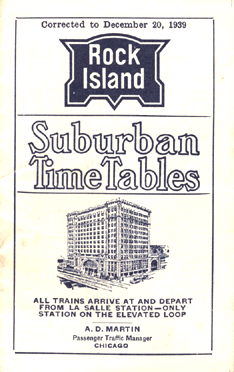 Corrected to December 20, 1939
Rock
Island
Suburban
Time Tables
ALL TRAINS ARRIVE AT AND DEPART
FROM LA SALLE STATION—ONLY
STATION ON THE ELEVATED LOOP
A. D. MARTIN
Passenger Traffic Manager
CHICAGO